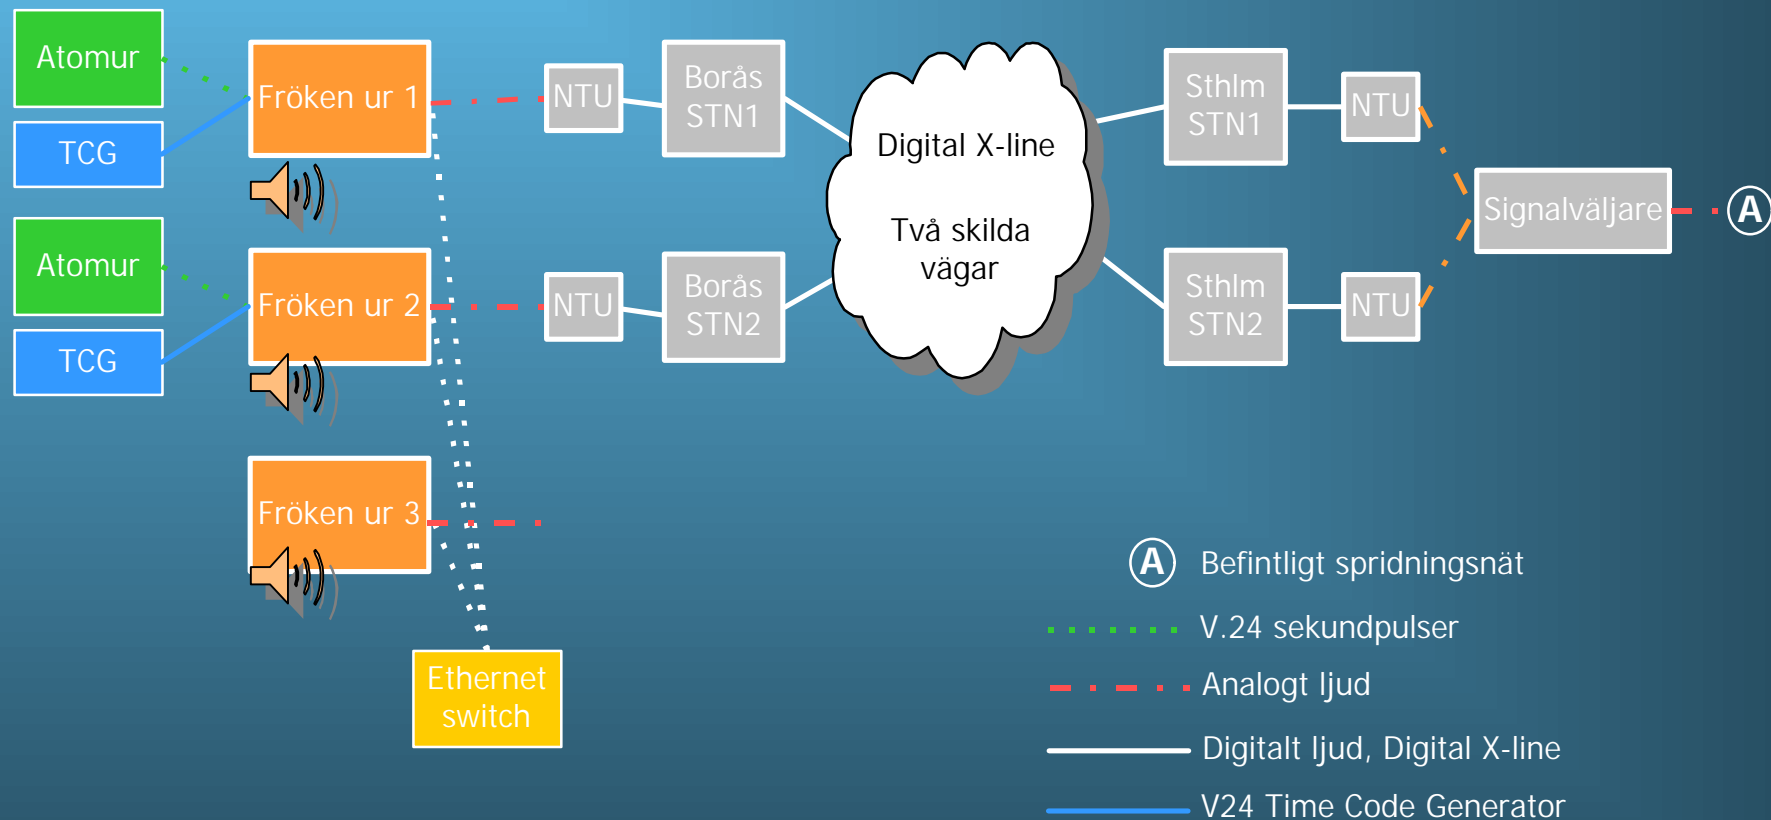 Atomur
TCG
Fröken ur 1
NTU
Borås
STN1
Digital X-line
Två skilda
vägar
Sthlm
STN1
NTU
Signalväljare
A
Atomur
TCG
Fröken ur 2
NTU
Borås
STN2
Sthlm
STN2
NTU
Fröken ur 3
Ethernet
switch
A Befintligt spridningsnät
V.24 sekundpulser
Analogt ljud
Digitalt ljud, Digital X-line
V24 Time Code Generator